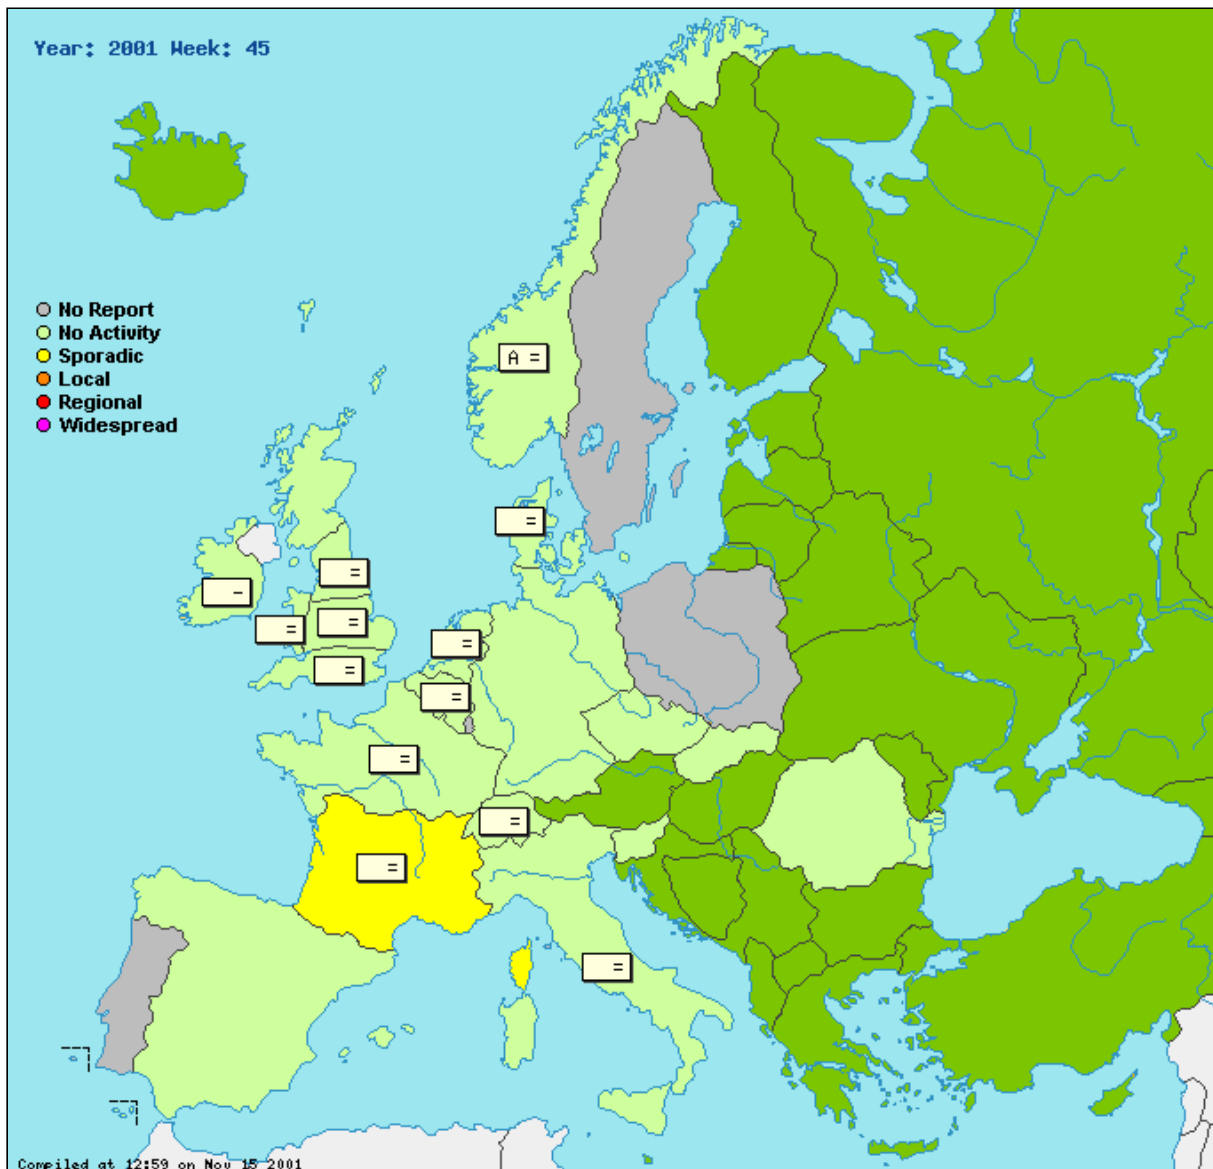 Year: 2001 Week: 45
No Report
No Activity
Sporadic
Local
Regional
Widespread
A =
=
=
-
=
=
=
=
=
=
=
=
=
Compiled at 12:59 on Nov 15 2001